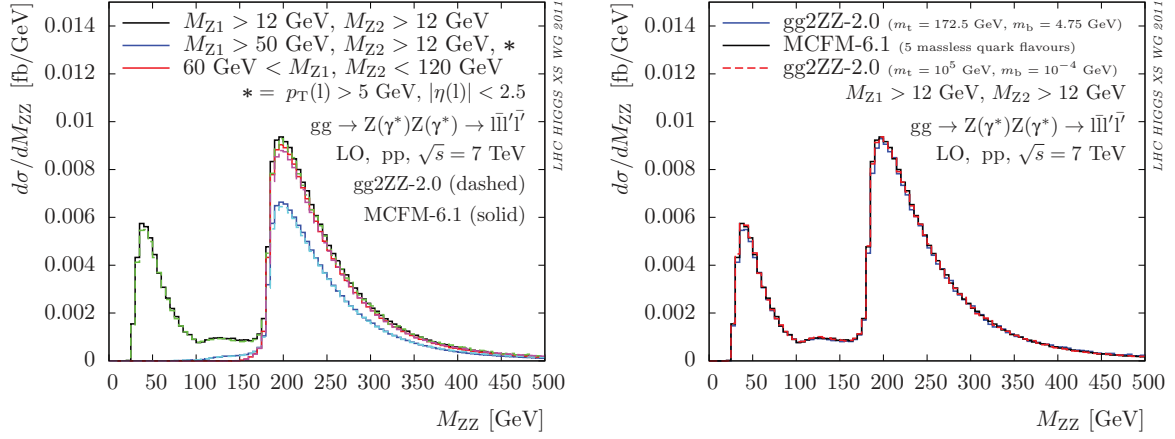 M_Z1 > 12 GeV, M_Z2 > 12 GeV
M_Z1 > 50 GeV, M_Z2 > 12 GeV, *
60 GeV < M_Z1, M_Z2 < 120 GeV
* = p_T(l) > 5 GeV, |η(l)| < 2.5
gg → Z(γ*)Z(γ*) → ll̄l′l̄′
LO, pp, √s = 7 TeV
gg2ZZ-2.0 (dashed)
MCFM-6.1 (solid)
LHC HIGGS XS WG 2011
dσ/dM_ZZ [fb/GeV]
0.014
0.012
0.01
0.008
0.006
0.004
0.002
0
0 50 100 150 200 250 300 350 400 450 500
M_ZZ [GeV]
gg2ZZ-2.0 (m_t = 172.5 GeV, m_b = 4.75 GeV)
MCFM-6.1 (5 massless quark flavours)
gg2ZZ-2.0 (m_t = 10⁵ GeV, m_b = 10⁻⁴ GeV)
M_Z1 > 12 GeV, M_Z2 > 12 GeV
gg → Z(γ*)Z(γ*) → ll̄l′l̄′
LO, pp, √s = 7 TeV
LHC HIGGS XS WG 2011
dσ/dM_ZZ [fb/GeV]
0.014
0.012
0.01
0.008
0.006
0.004
0.002
0
0 50 100 150 200 250 300 350 400 450 500
M_ZZ [GeV]